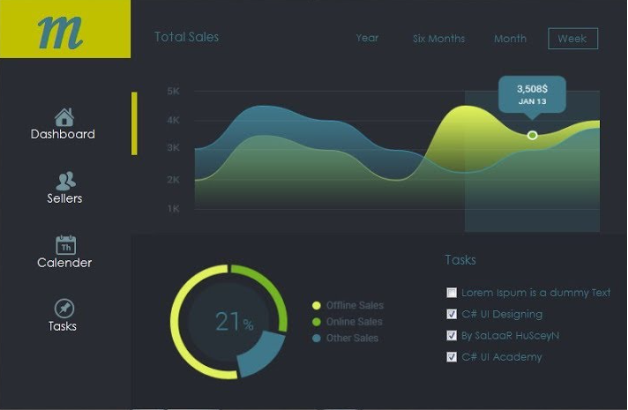 m
Total Sales
Year Six Months Month Week
3,508$
JAN 13
5K
4K
3K
2K
1K
Dashboard
Sellers
Th
Calender
Tasks
21%
Offline Sales
Online Sales
Other Sales
Tasks
Lorem Ispum is a dummy Text
C# UI Designing
By SaLaaR HuSceyN
C# UI Academy